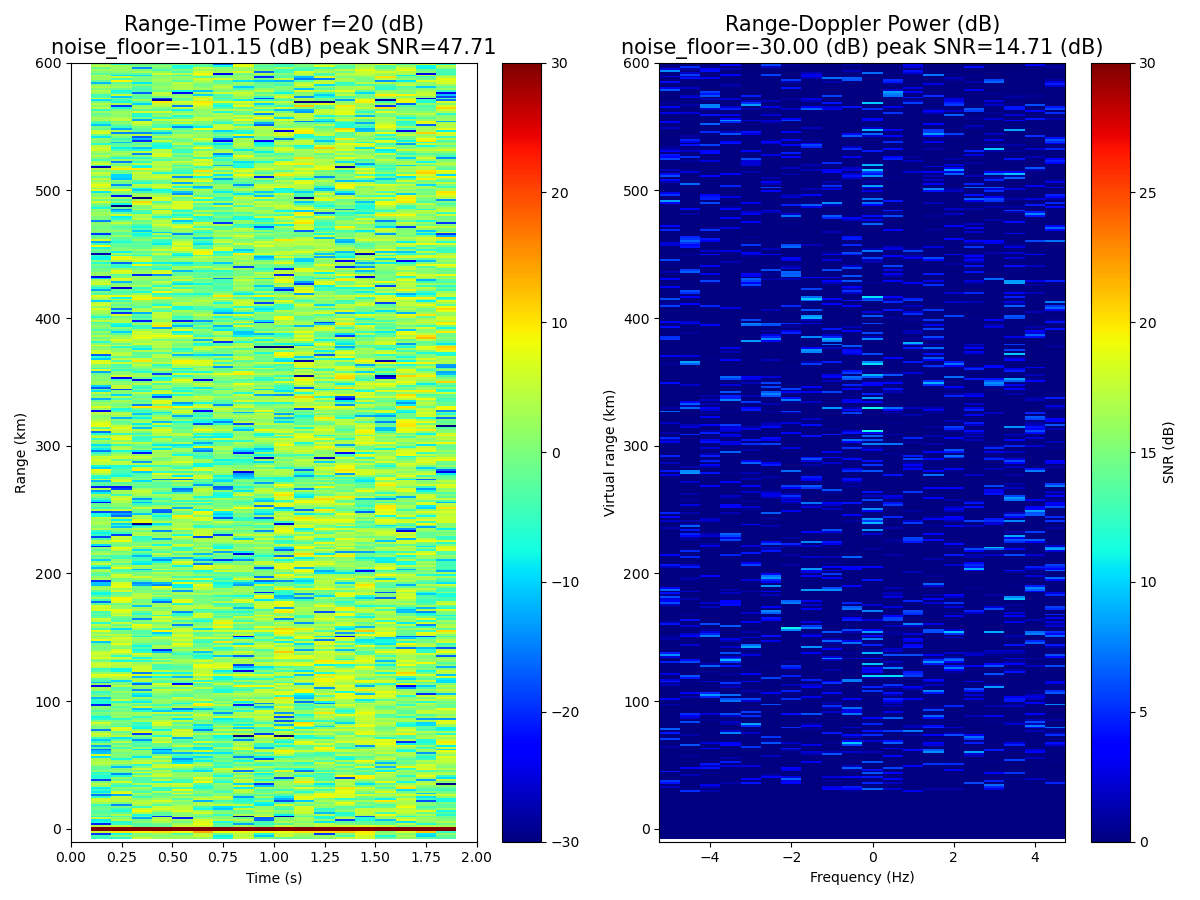 Range-Time Power f=20 (dB)
noise_floor=-101.15 (dB) peak SNR=47.71
Range-Doppler Power (dB)
noise_floor=-30.00 (dB) peak SNR=14.71 (dB)
600
500
400
300
200
100
0
Range (km)
0.00 0.25 0.50 0.75 1.00 1.25 1.50 1.75 2.00
Time (s)
30
20
10
0
−10
−20
−30
600
500
400
300
200
100
0
Virtual range (km)
−4 −2 0 2 4
Frequency (Hz)
30
25
20
15
10
5
0
SNR (dB)